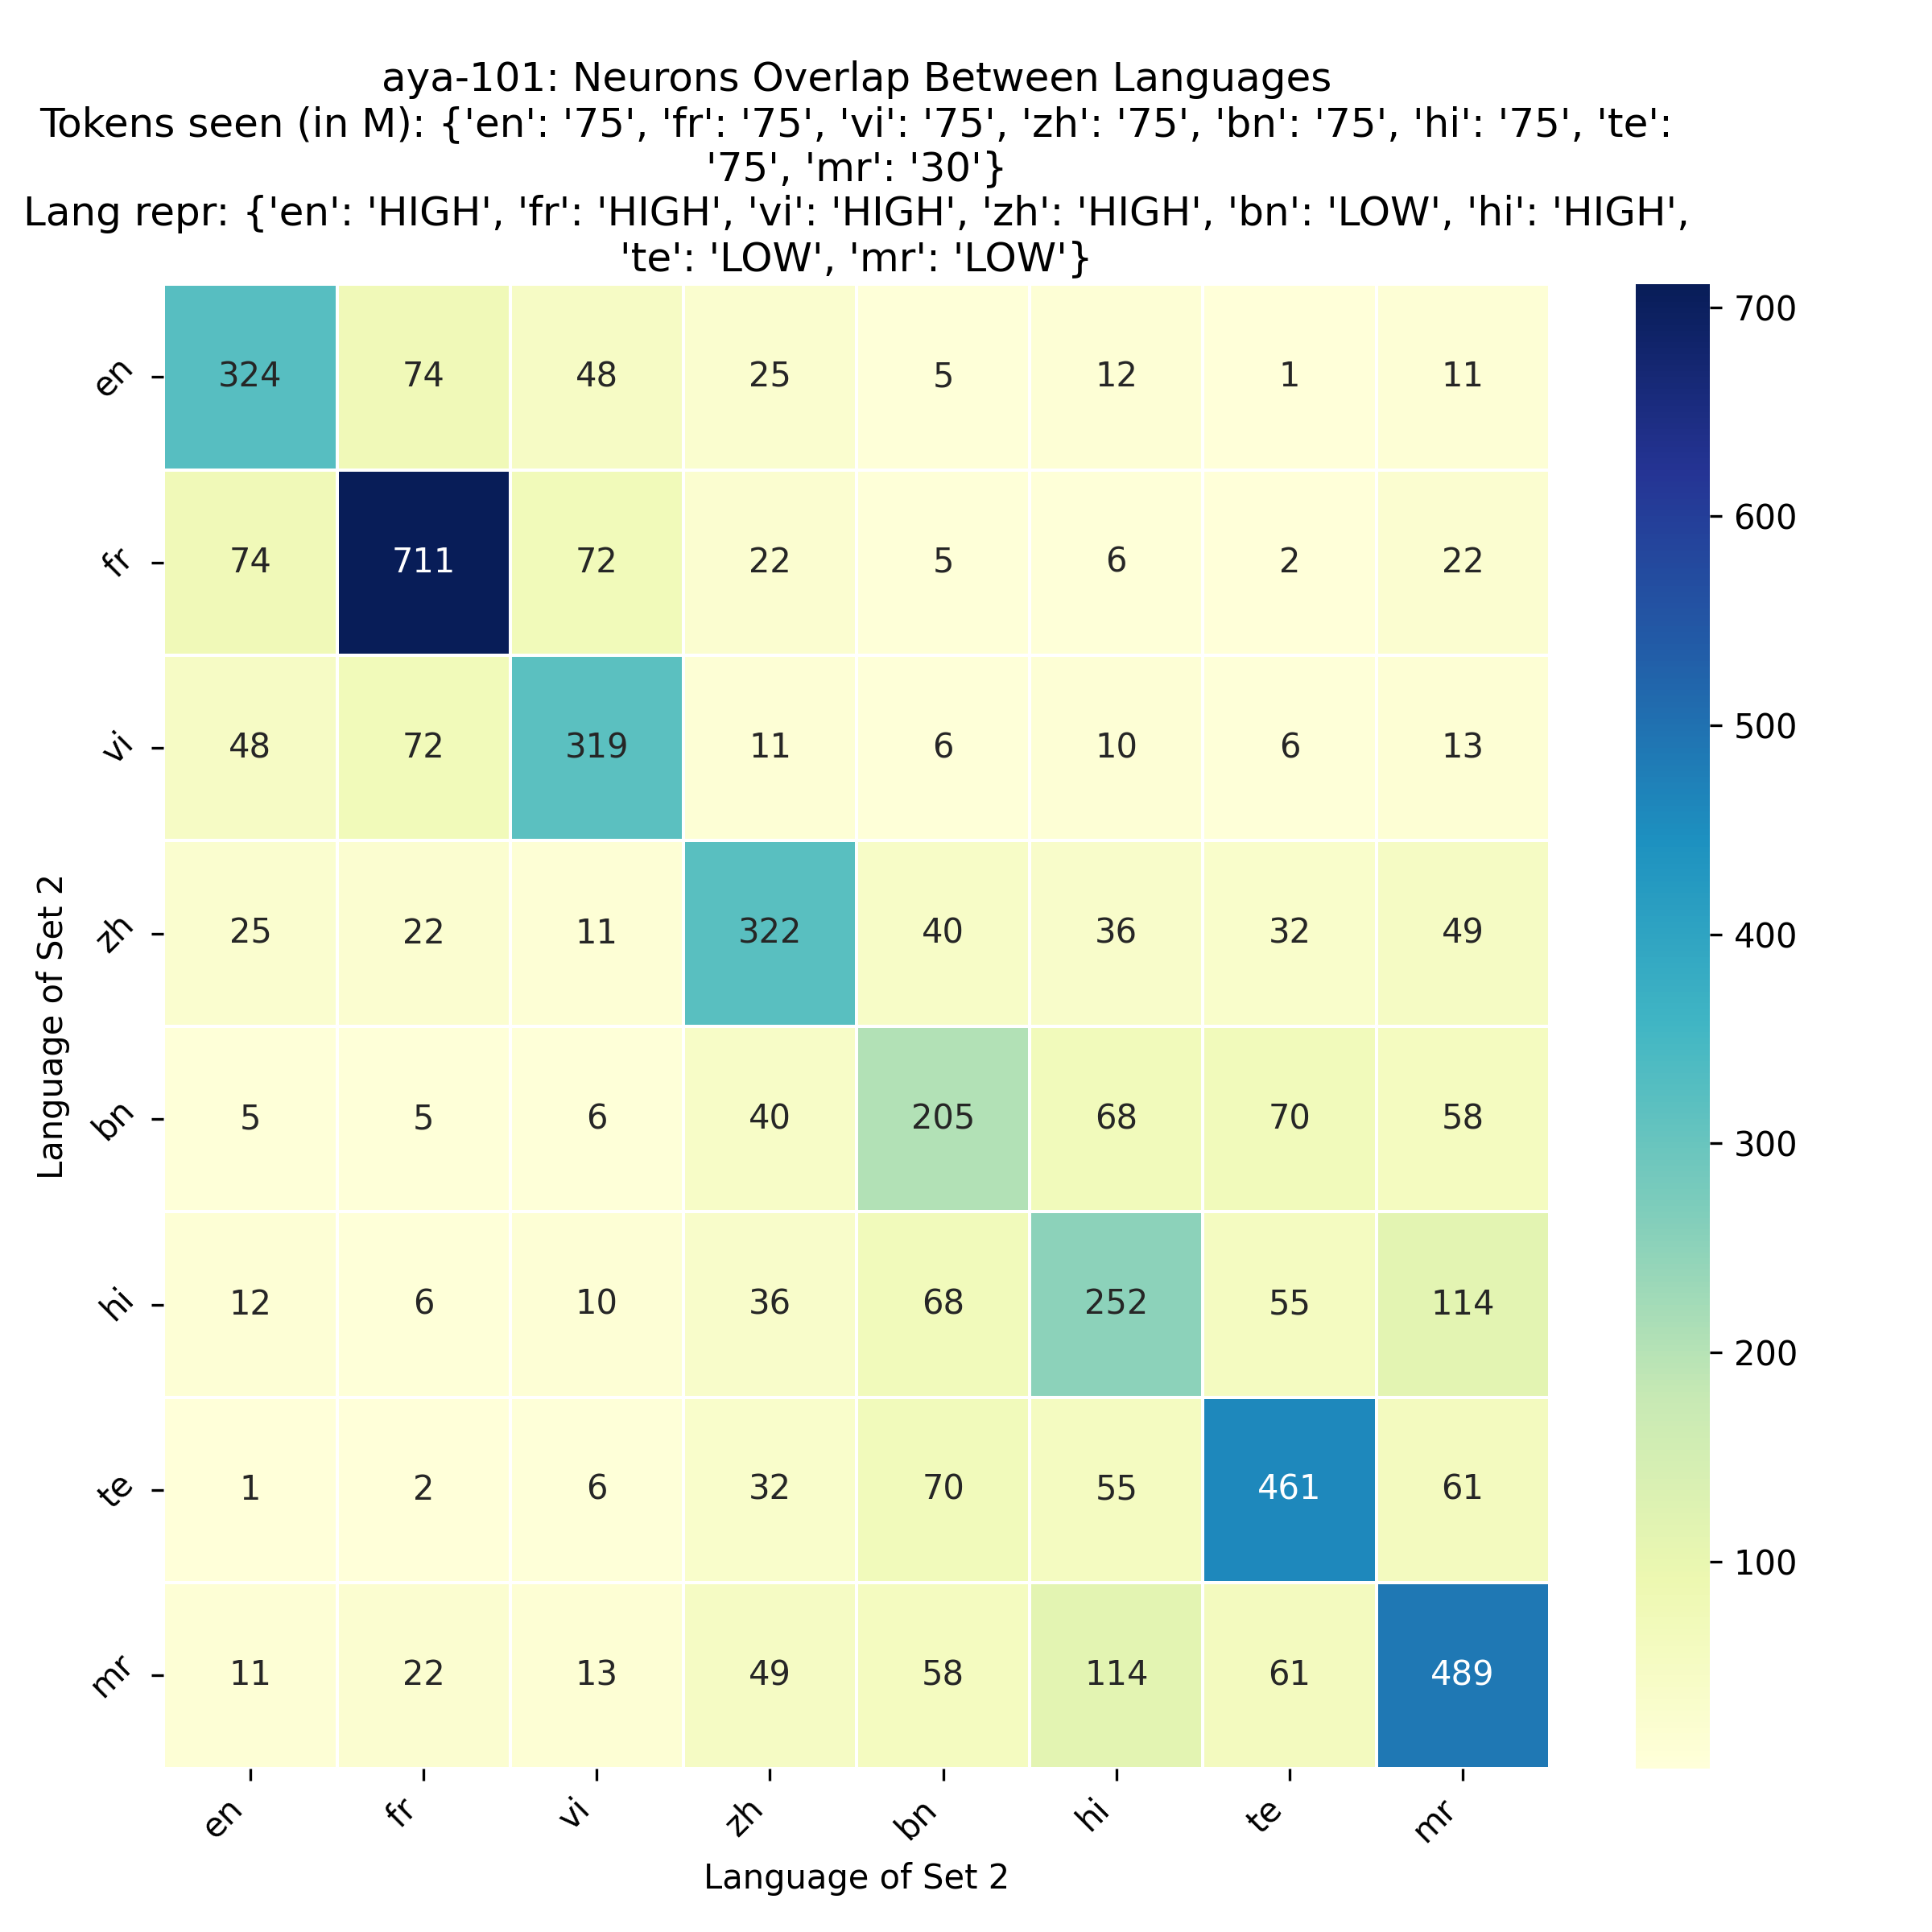 aya-101: Neurons Overlap Between Languages
Tokens seen (in M): {'en': '75', 'fr': '75', 'vi': '75', 'zh': '75', 'bn': '75', 'hi': '75', 'te':
'75', 'mr': '30'}
Lang repr: {'en': 'HIGH', 'fr': 'HIGH', 'vi': 'HIGH', 'zh': 'HIGH', 'bn': 'LOW', 'hi': 'HIGH',
'te': 'LOW', 'mr': 'LOW'}
Language of Set 2
en 324 74 48 25 5 12 1 11
fr 74 711 72 22 5 6 2 22
vi 48 72 319 11 6 10 6 13
zh 25 22 11 322 40 36 32 49
bn 5 5 6 40 205 68 70 58
hi 12 6 10 36 68 252 55 114
te 1 2 6 32 70 55 461 61
mr 11 22 13 49 58 114 61 489
en fr vi zh bn hi te mr
Language of Set 2
700
600
500
400
300
200
100